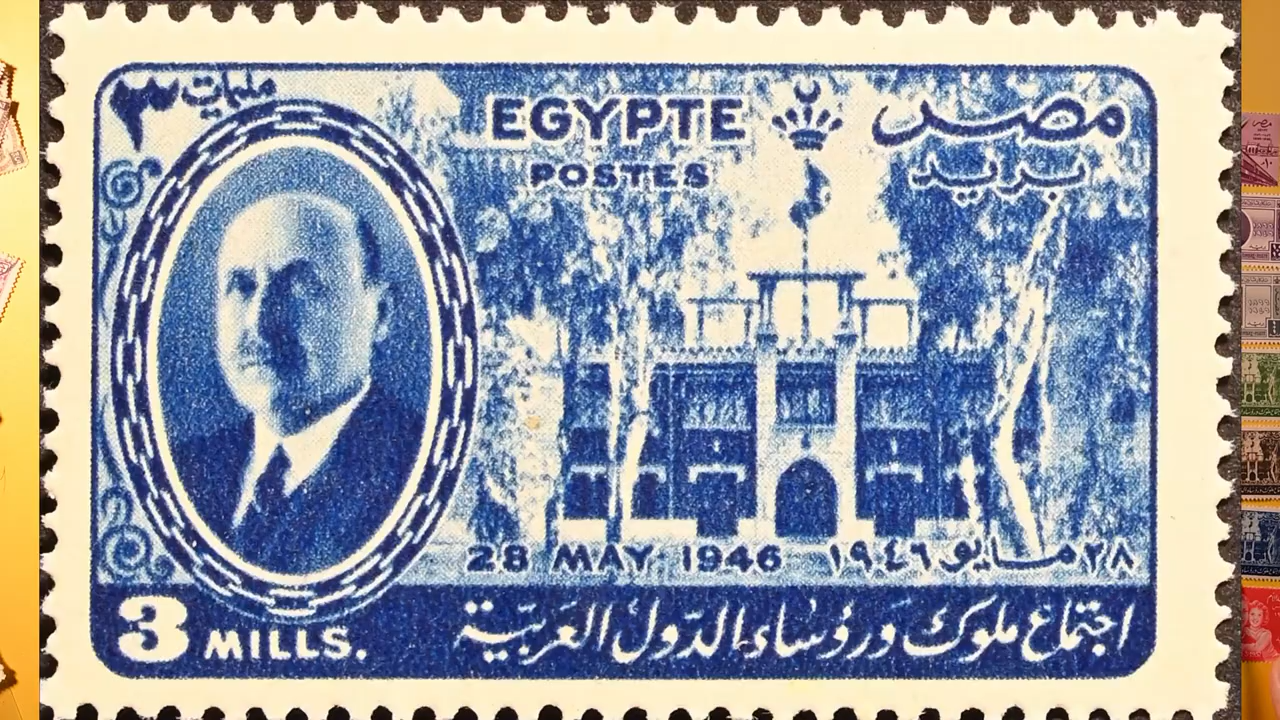 ٣ مليمات
EGYPTE مصر
POSTES بريد
28 MAY 1946 ٢٨ مايو ١٩٤٦
3 MILLS. اجتماع ملوك ورؤساء الدول العربية